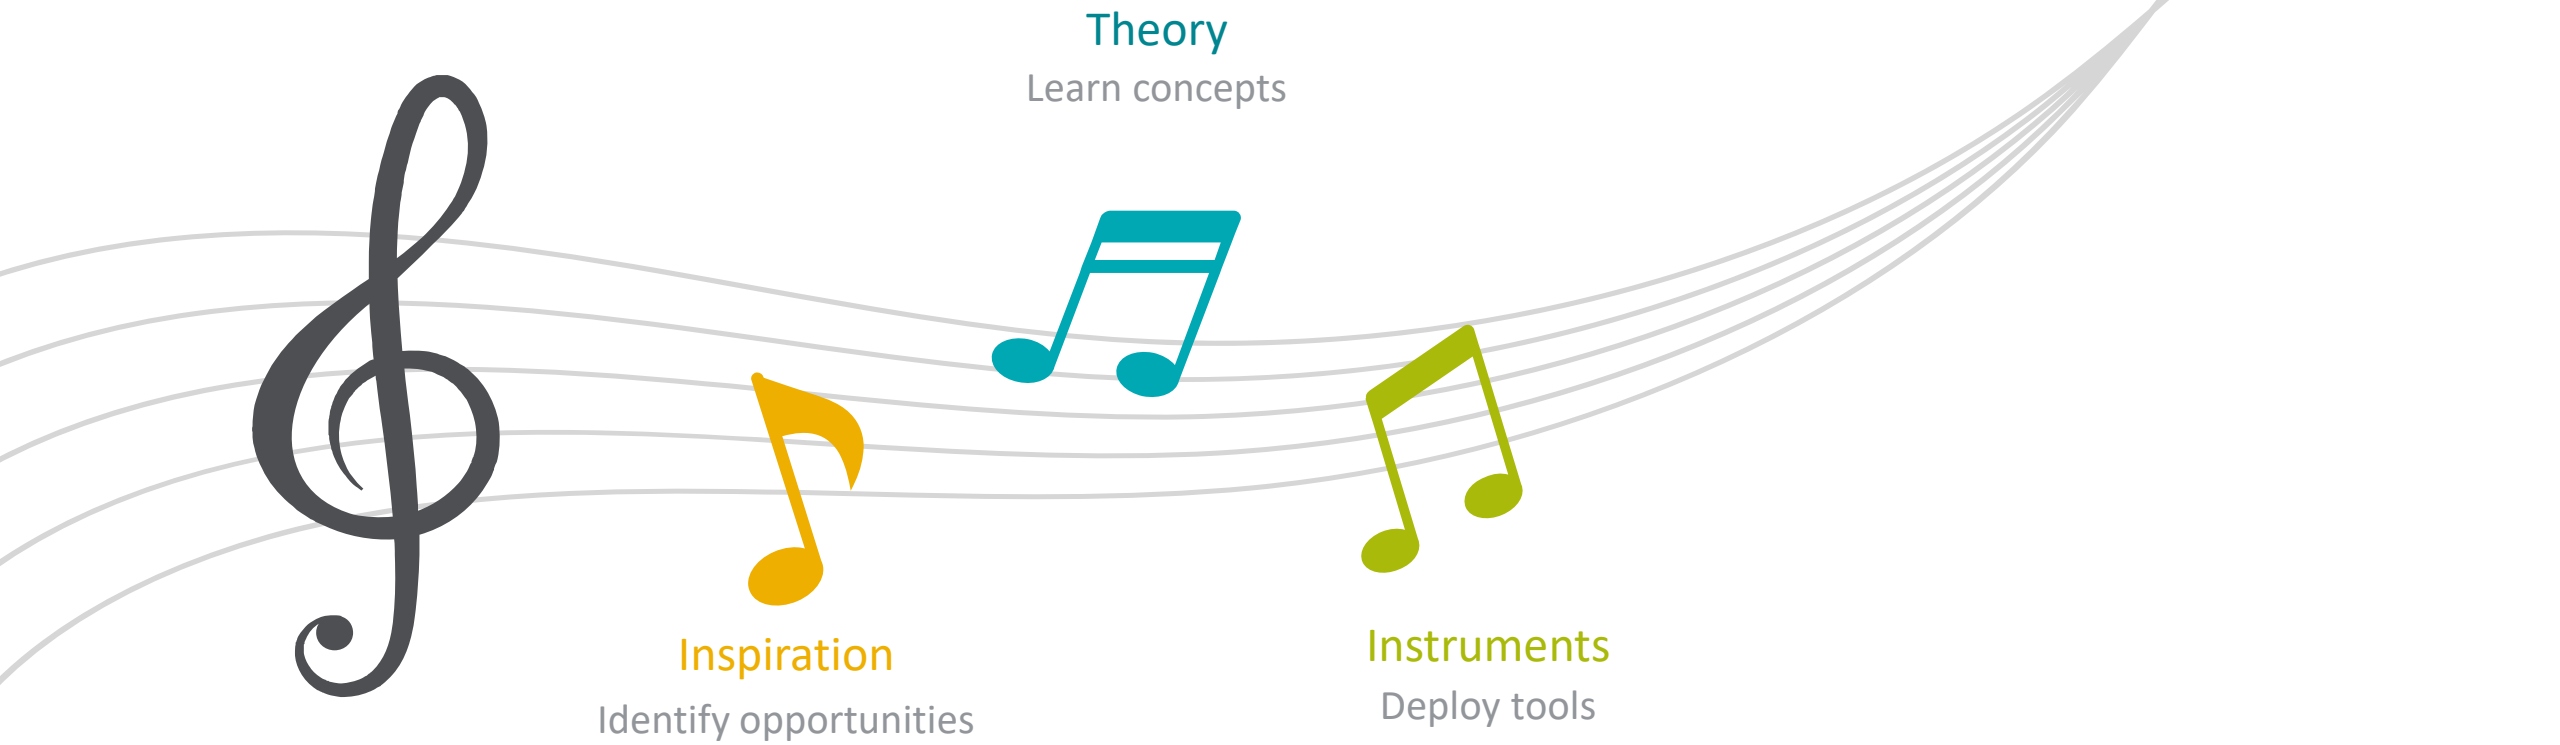 Theory
Learn concepts
Inspiration
Identify opportunities
Instruments
Deploy tools